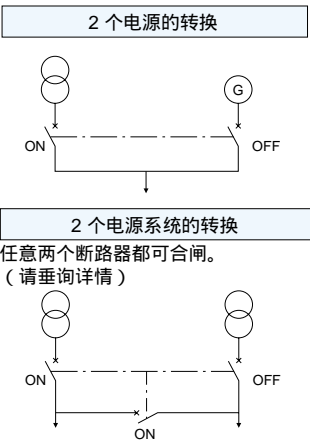 2 个电源的转换
G
ON OFF
2 个电源系统的转换
任意两个断路器都可合闸。
（请垂询详情）
ON OFF
ON